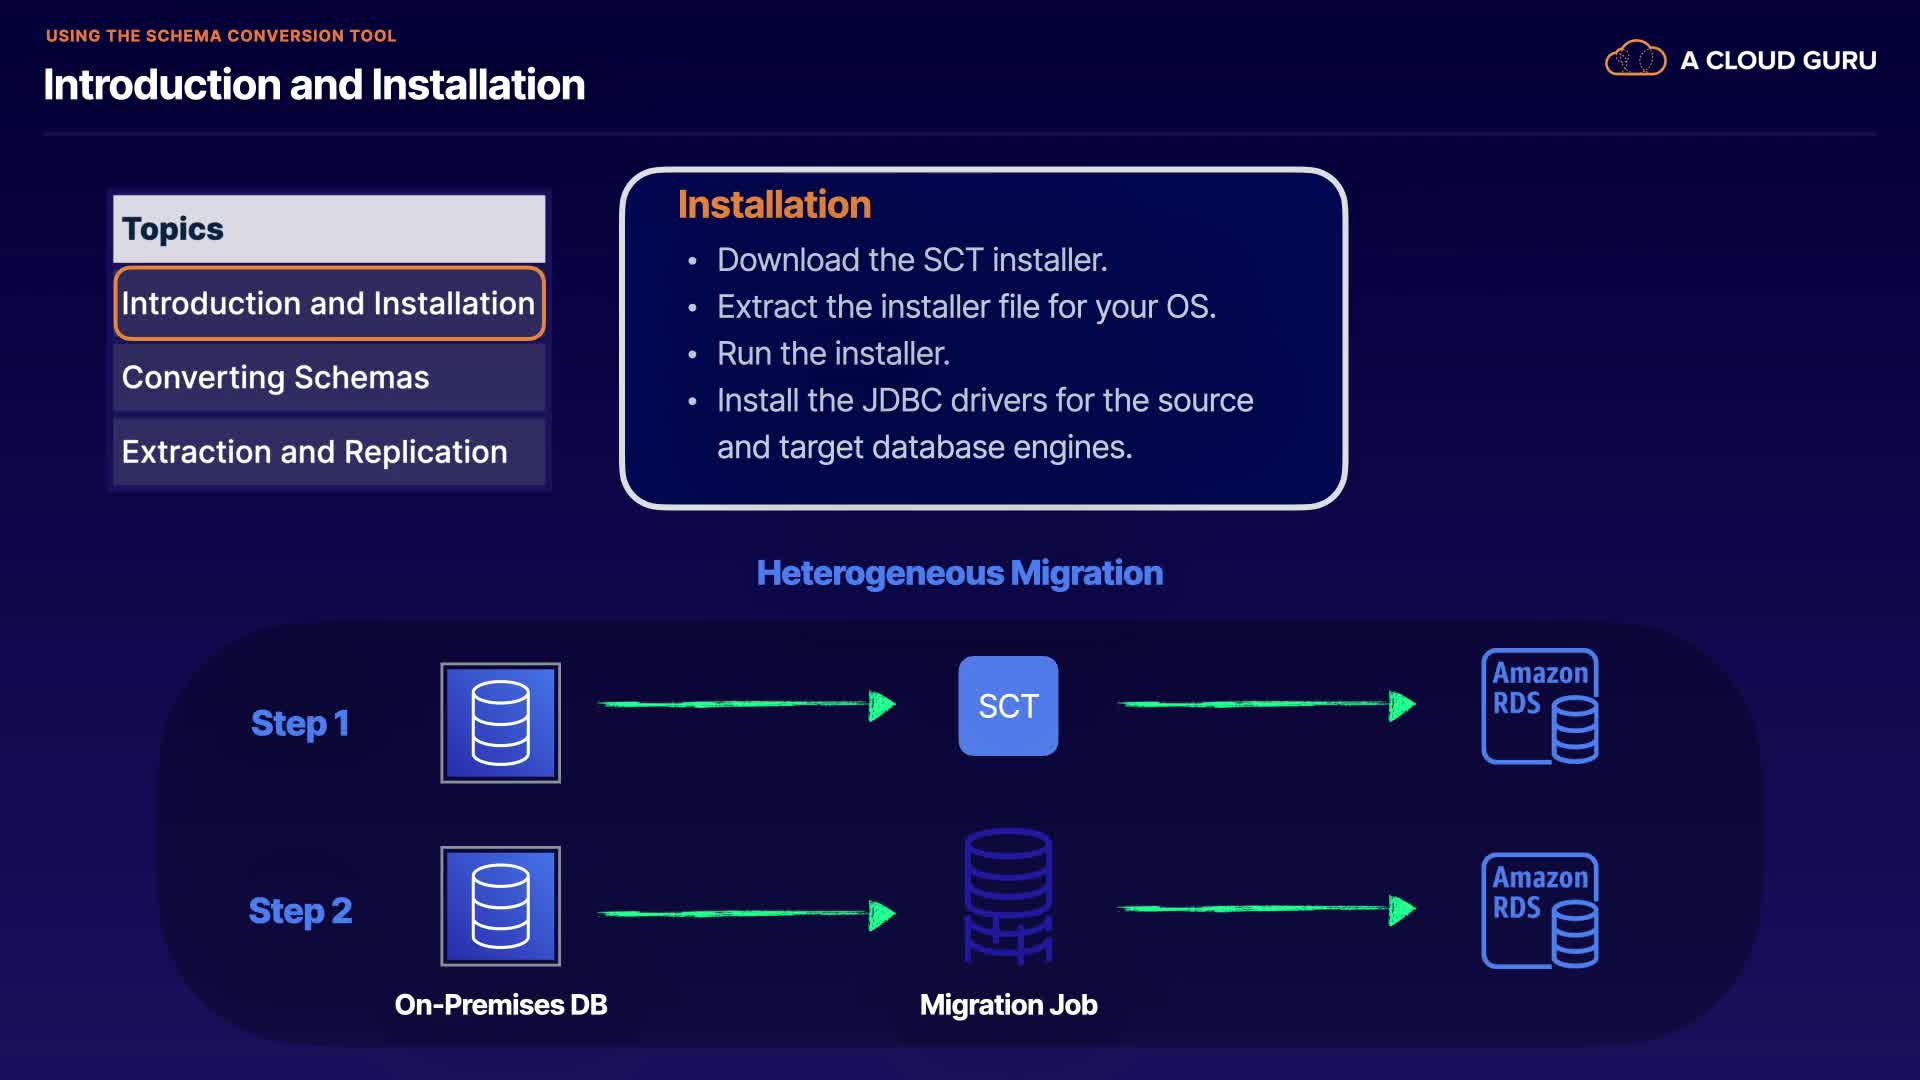 USING THE SCHEMA CONVERSION TOOL
Introduction and Installation
A CLOUD GURU
Topics
Introduction and Installation
Converting Schemas
Extraction and Replication
Installation
• Download the SCT installer.
• Extract the installer file for your OS.
• Run the installer.
• Install the JDBC drivers for the source
and target database engines.
Heterogeneous Migration
Step 1
SCT
Amazon
RDS
Step 2
Amazon
RDS
On-Premises DB
Migration Job